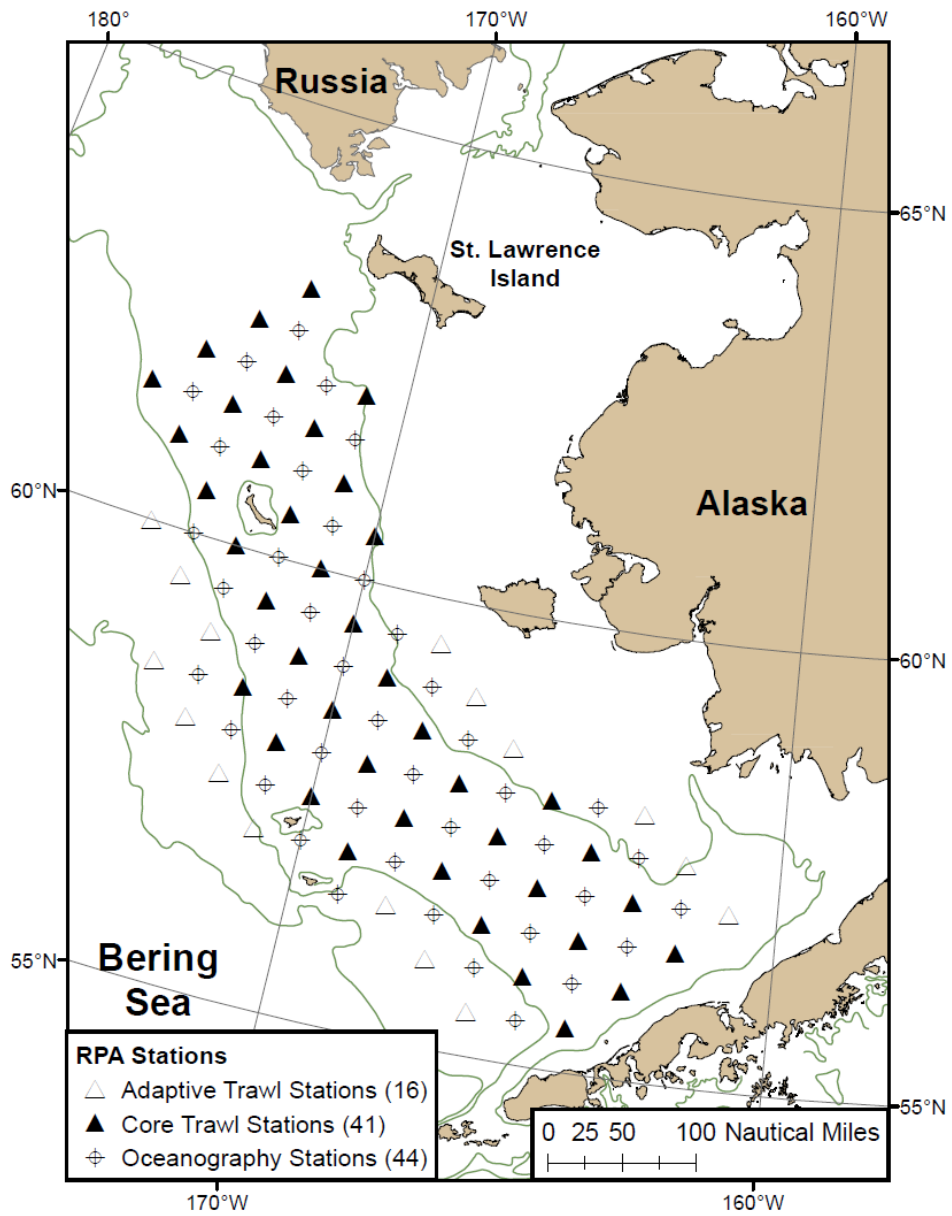 180°
170°W
160°W
Russia
65°N
St. Lawrence
Island
60°N
Alaska
60°N
55°N
Bering
Sea
RPA Stations
Adaptive Trawl Stations (16)
Core Trawl Stations (41)
Oceanography Stations (44)
0 25 50 100 Nautical Miles
55°N
170°W
160°W